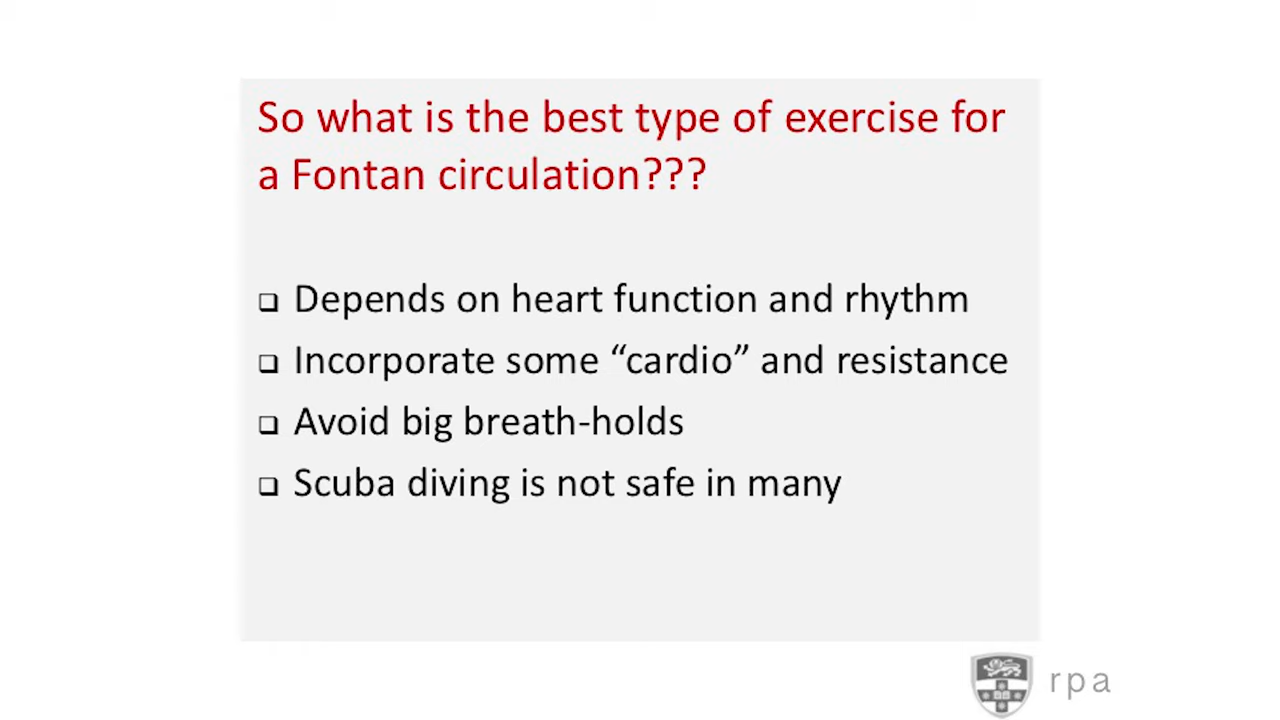 So what is the best type of exercise for
a Fontan circulation???
Depends on heart function and rhythm
Incorporate some “cardio” and resistance
Avoid big breath-holds
Scuba diving is not safe in many
rpa